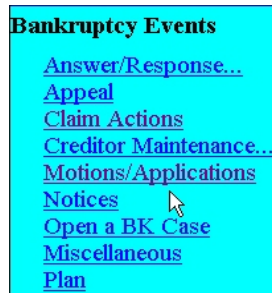 Bankruptcy Events
Answer/Response...
Appeal
Claim Actions
Creditor Maintenance...
Motions/Applications
Notices
Open a BK Case
Miscellaneous
Plan